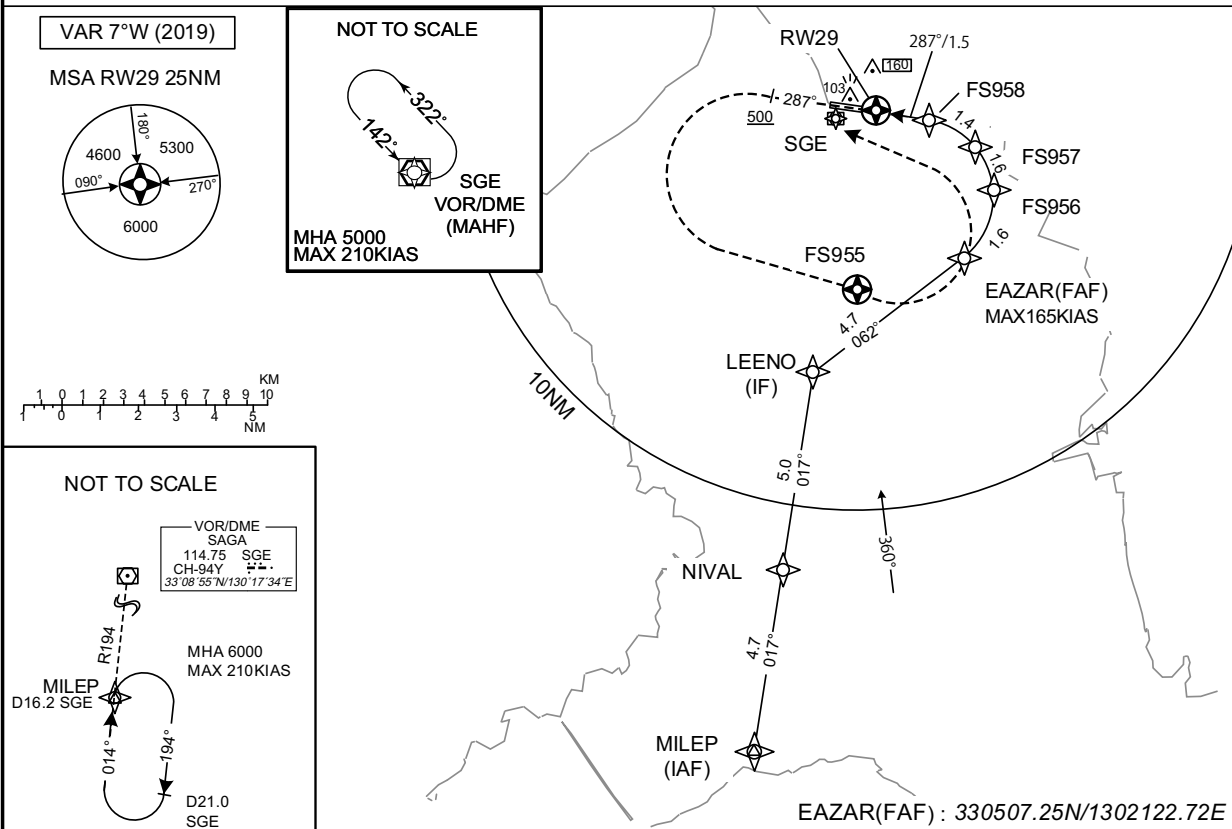 VAR 7°W (2019)
MSA RW29 25NM
180°
4600
5300
090°
270°
6000
NOT TO SCALE
322°
142°
SGE
VOR/DME
(MAHF)
MHA 5000
MAX 210KIAS
RW29
287°/1.5
160
103
287°
500
SGE
FS958
1.4
FS957
1.6
FS956
1.6
FS955
EAZAR(FAF)
MAX165KIAS
4.7
062°
LEENO
(IF)
10NM
5.0
017°
360°
NIVAL
4.7
017°
MILEP
(IAF)
1 0 1 2 3 4 5 6 7 8 9 10
KM
1 0 1 2 3 4 5
NM
NOT TO SCALE
VOR/DME
SAGA
114.75 SGE
CH-94Y
33°08´55˝N/130°17´34˝E
R194
MHA 6000
MAX 210KIAS
MILEP
D16.2 SGE
014°
194°
D21.0
SGE
EAZAR(FAF) : 330507.25N/1302122.72E